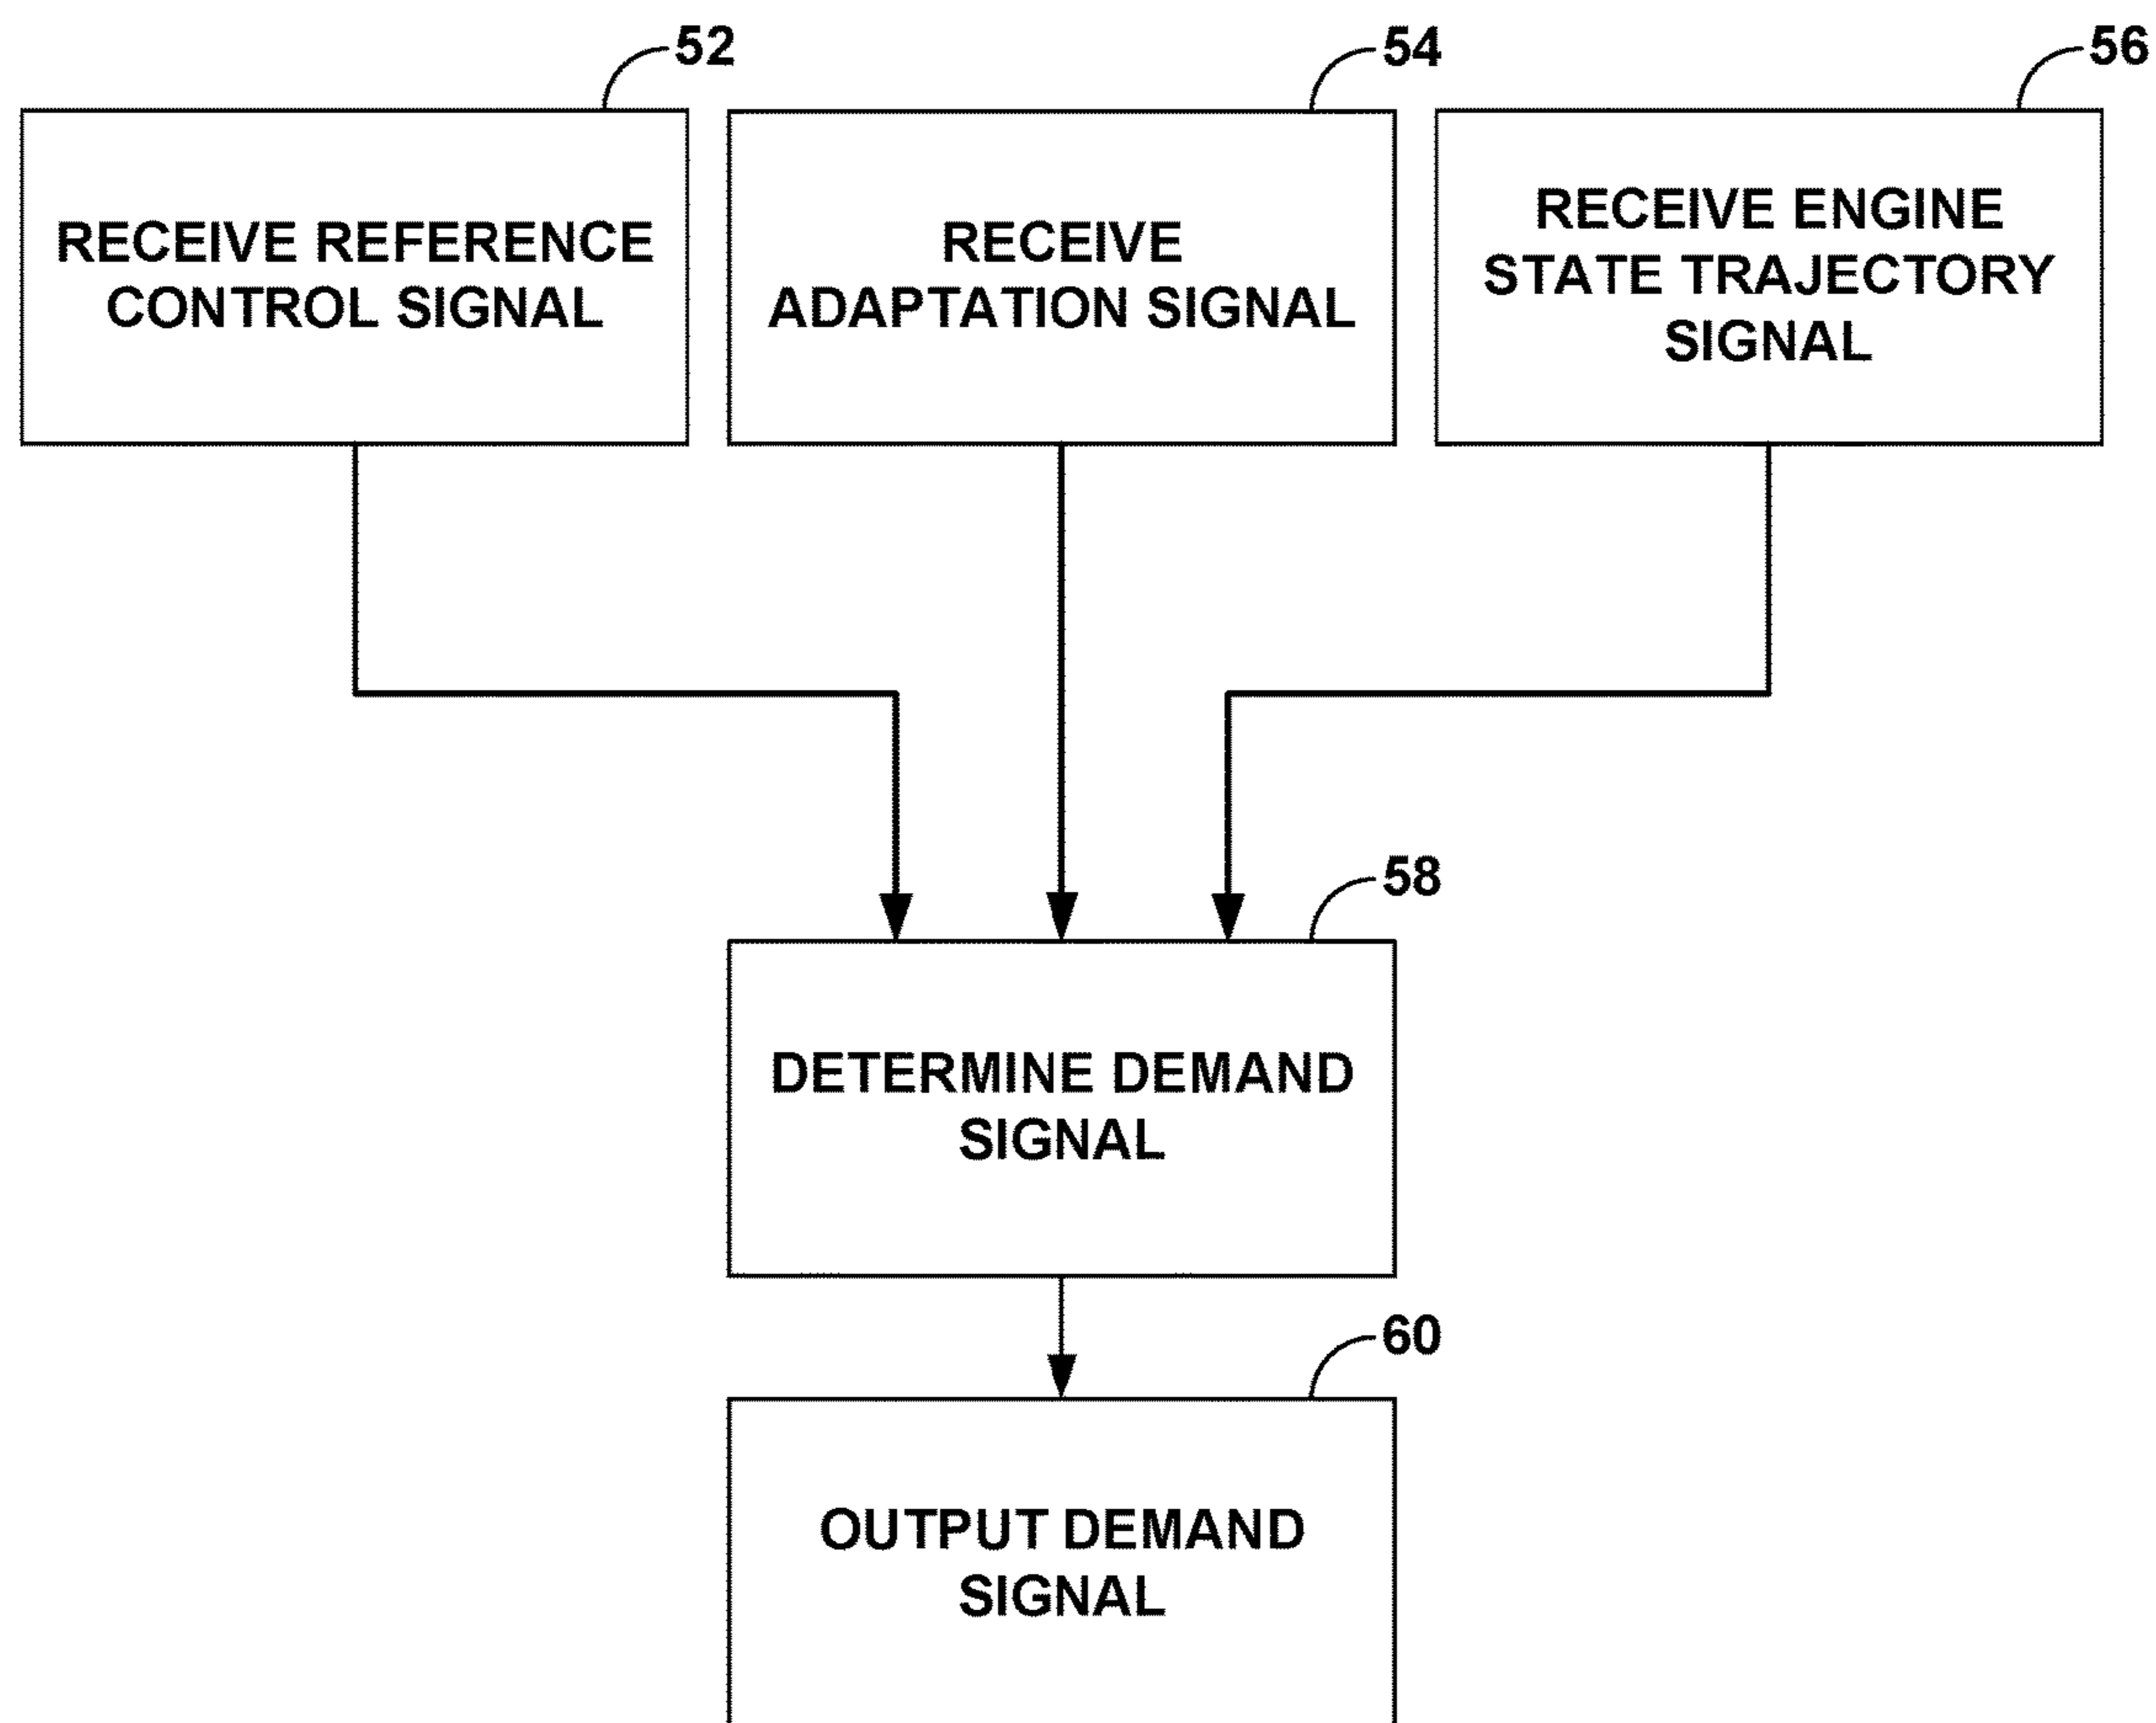 52
54
56
RECEIVE REFERENCE
CONTROL SIGNAL
RECEIVE
ADAPTATION SIGNAL
RECEIVE ENGINE
STATE TRAJECTORY
SIGNAL
58
DETERMINE DEMAND
SIGNAL
60
OUTPUT DEMAND
SIGNAL